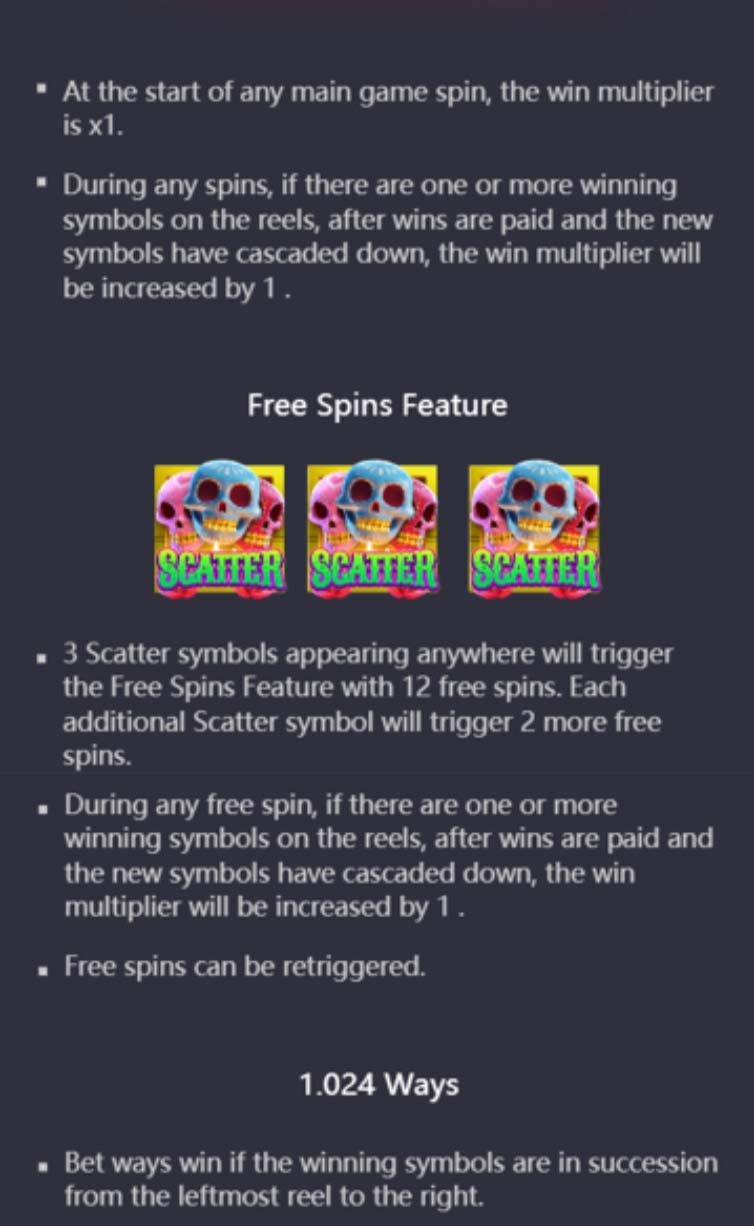 ▪ At the start of any main game spin, the win multiplier
is x1.
▪ During any spins, if there are one or more winning
symbols on the reels, after wins are paid and the new
symbols have cascaded down, the win multiplier will
be increased by 1 .
Free Spins Feature
SCATTER SCATTER SCATTER
▪ 3 Scatter symbols appearing anywhere will trigger
the Free Spins Feature with 12 free spins. Each
additional Scatter symbol will trigger 2 more free
spins.
▪ During any free spin, if there are one or more
winning symbols on the reels, after wins are paid and
the new symbols have cascaded down, the win
multiplier will be increased by 1 .
▪ Free spins can be retriggered.
1.024 Ways
▪ Bet ways win if the winning symbols are in succession
from the leftmost reel to the right.